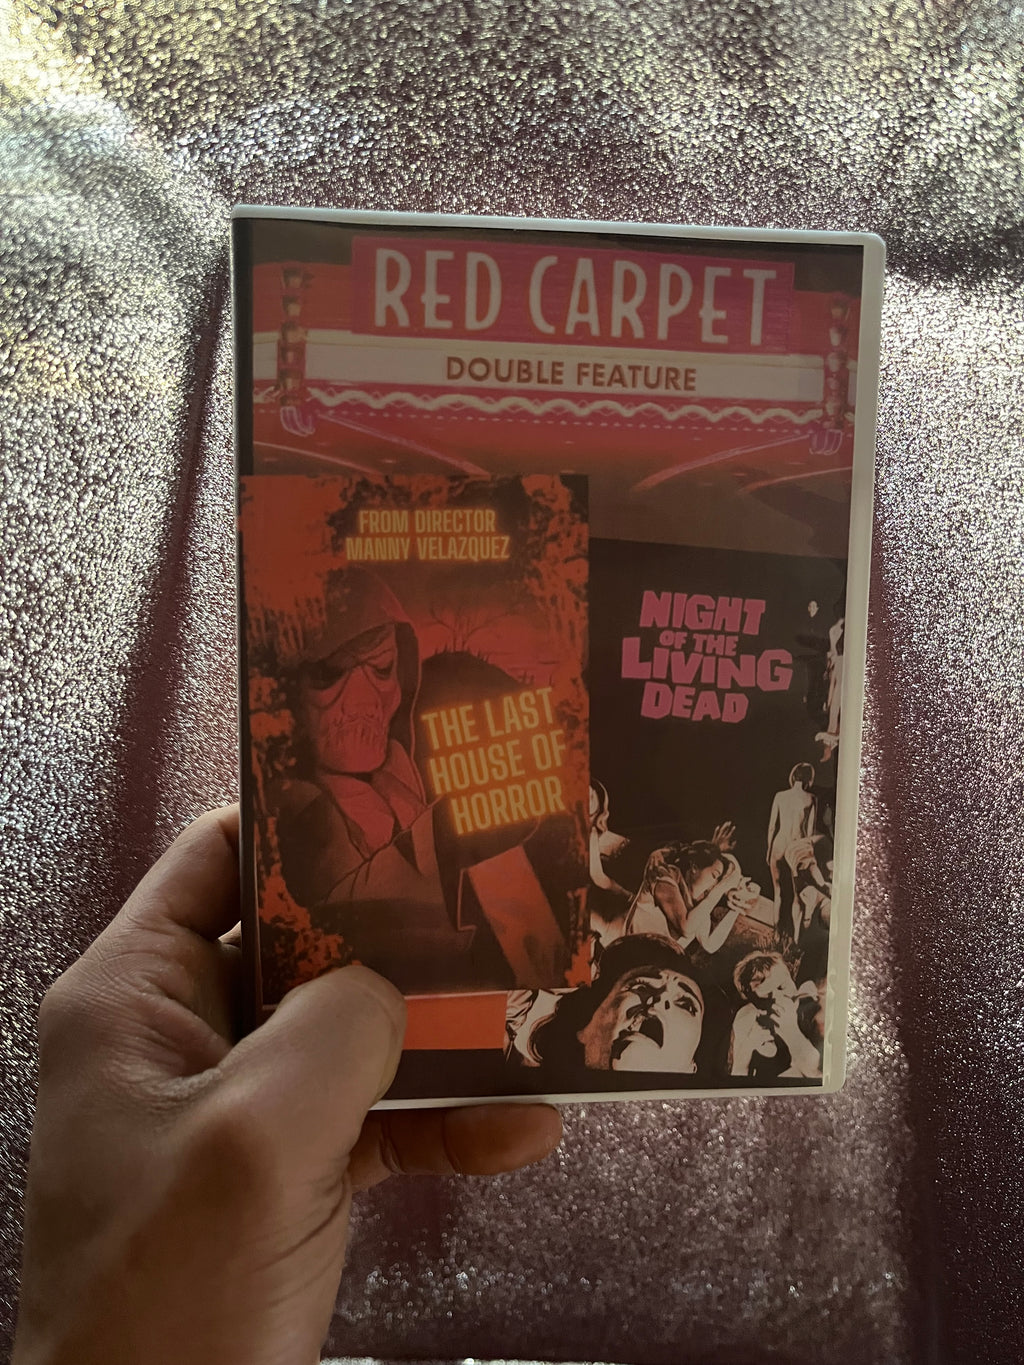 RED CARPET
DOUBLE FEATURE
FROM DIRECTOR
MANNY VELAZQUEZ
THE LAST
HOUSE OF
HORROR
NIGHT
OF THE
LIVING
DEAD